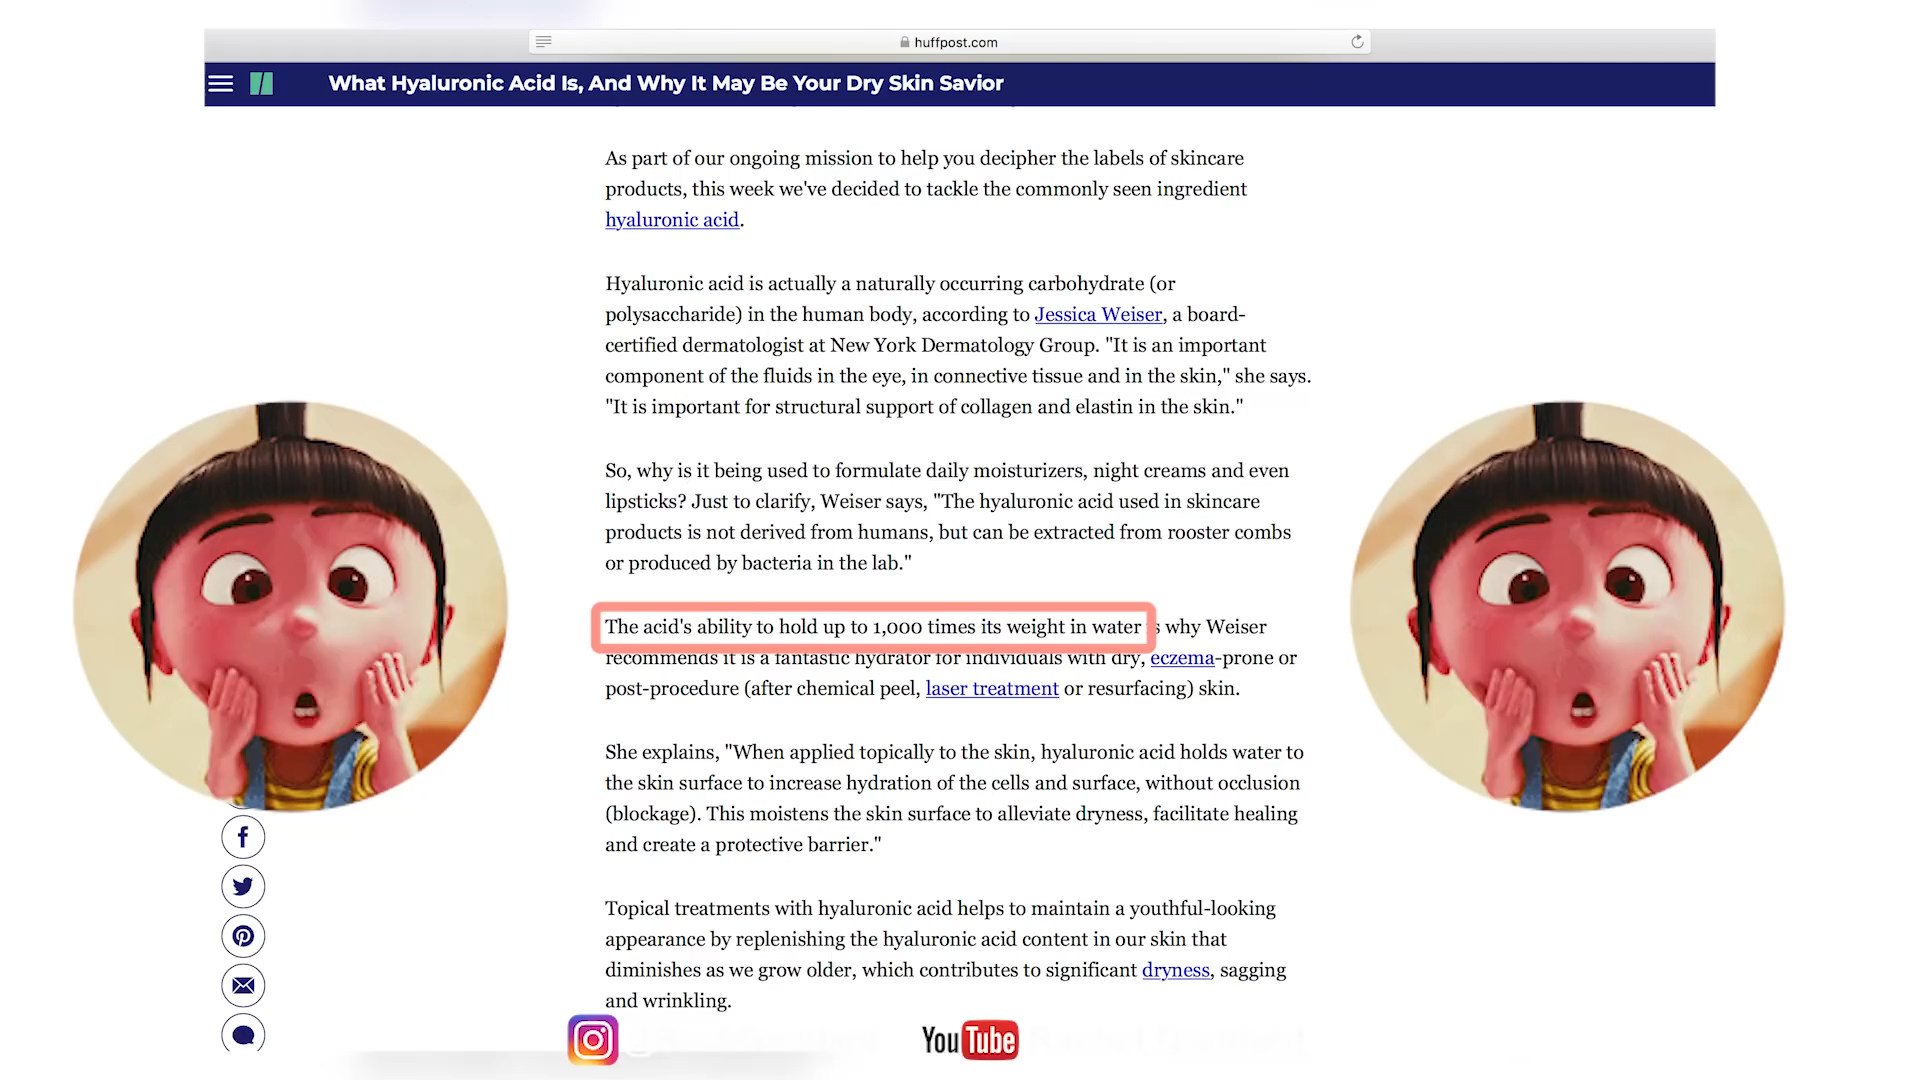 huffpost.com
What Hyaluronic Acid Is, And Why It May Be Your Dry Skin Savior
As part of our ongoing mission to help you decipher the labels of skincare
products, this week we've decided to tackle the commonly seen ingredient
hyaluronic acid.
Hyaluronic acid is actually a naturally occurring carbohydrate (or
polysaccharide) in the human body, according to Jessica Weiser, a board-
certified dermatologist at New York Dermatology Group. "It is an important
component of the fluids in the eye, in connective tissue and in the skin," she says.
"It is important for structural support of collagen and elastin in the skin."
So, why is it being used to formulate daily moisturizers, night creams and even
lipsticks? Just to clarify, Weiser says, "The hyaluronic acid used in skincare
products is not derived from humans, but can be extracted from rooster combs
or produced by bacteria in the lab."
The acid's ability to hold up to 1,000 times its weight in water is why Weiser
recommends it is a fantastic hydrator for individuals with dry, eczema-prone or
post-procedure (after chemical peel, laser treatment or resurfacing) skin.
She explains, "When applied topically to the skin, hyaluronic acid holds water to
the skin surface to increase hydration of the cells and surface, without occlusion
(blockage). This moistens the skin surface to alleviate dryness, facilitate healing
and create a protective barrier."
Topical treatments with hyaluronic acid helps to maintain a youthful-looking
appearance by replenishing the hyaluronic acid content in our skin that
diminishes as we grow older, which contributes to significant dryness, sagging
and wrinkling.
YouTube